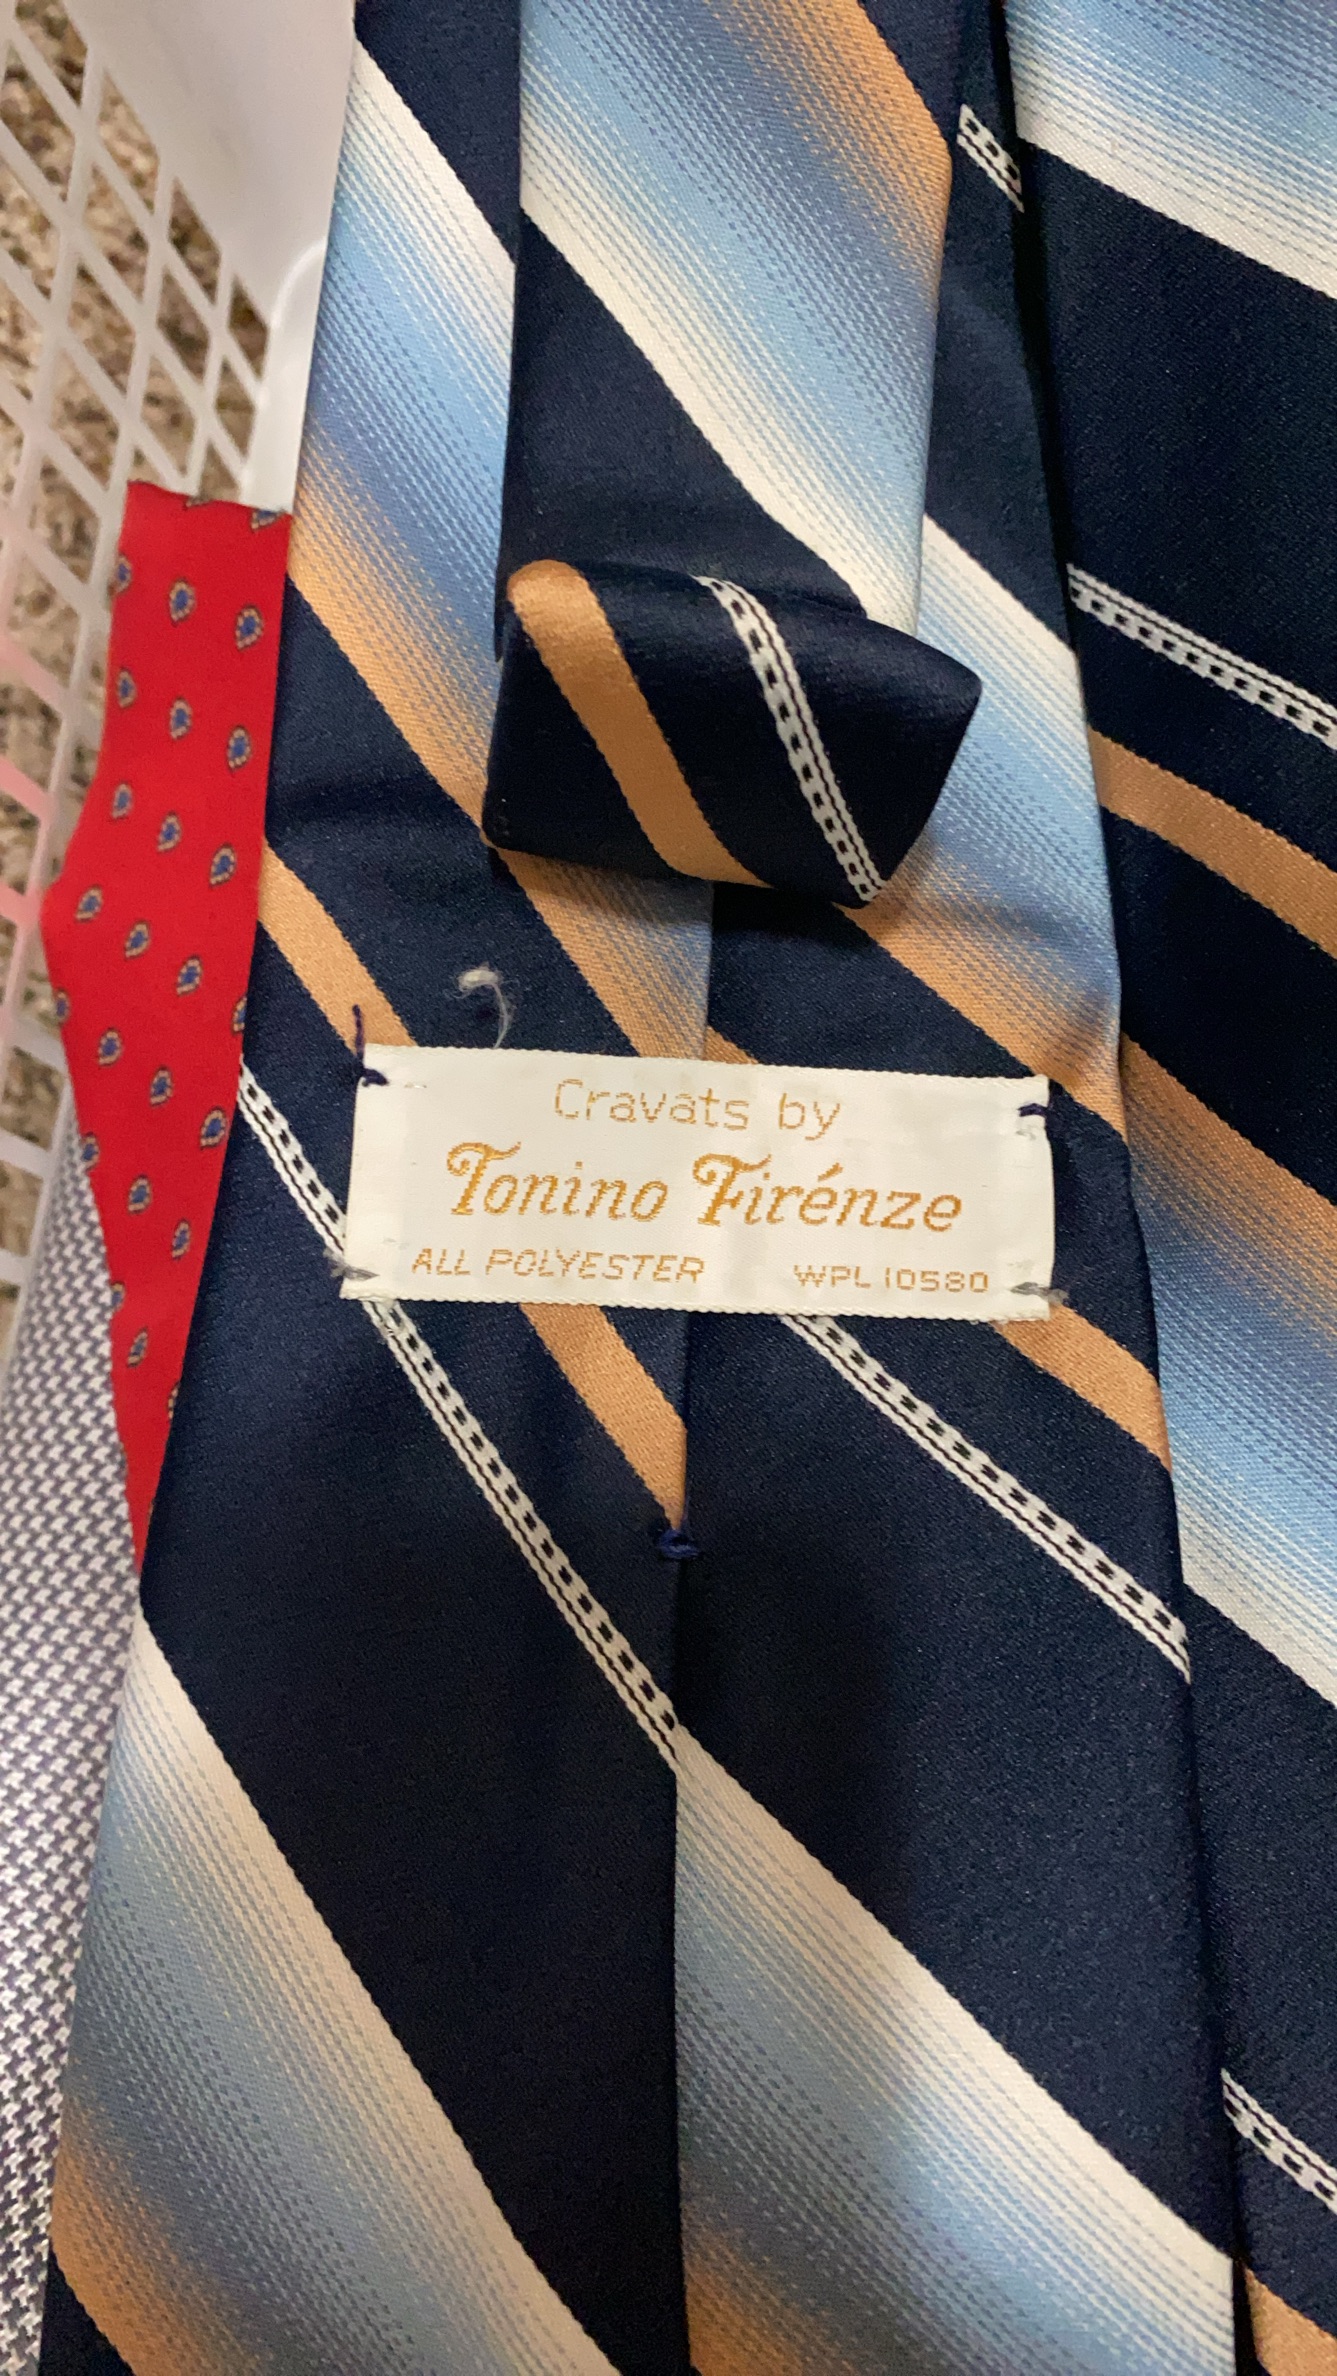 Cravats by
Tonino Firénze
ALL POLYESTER WPL 10580